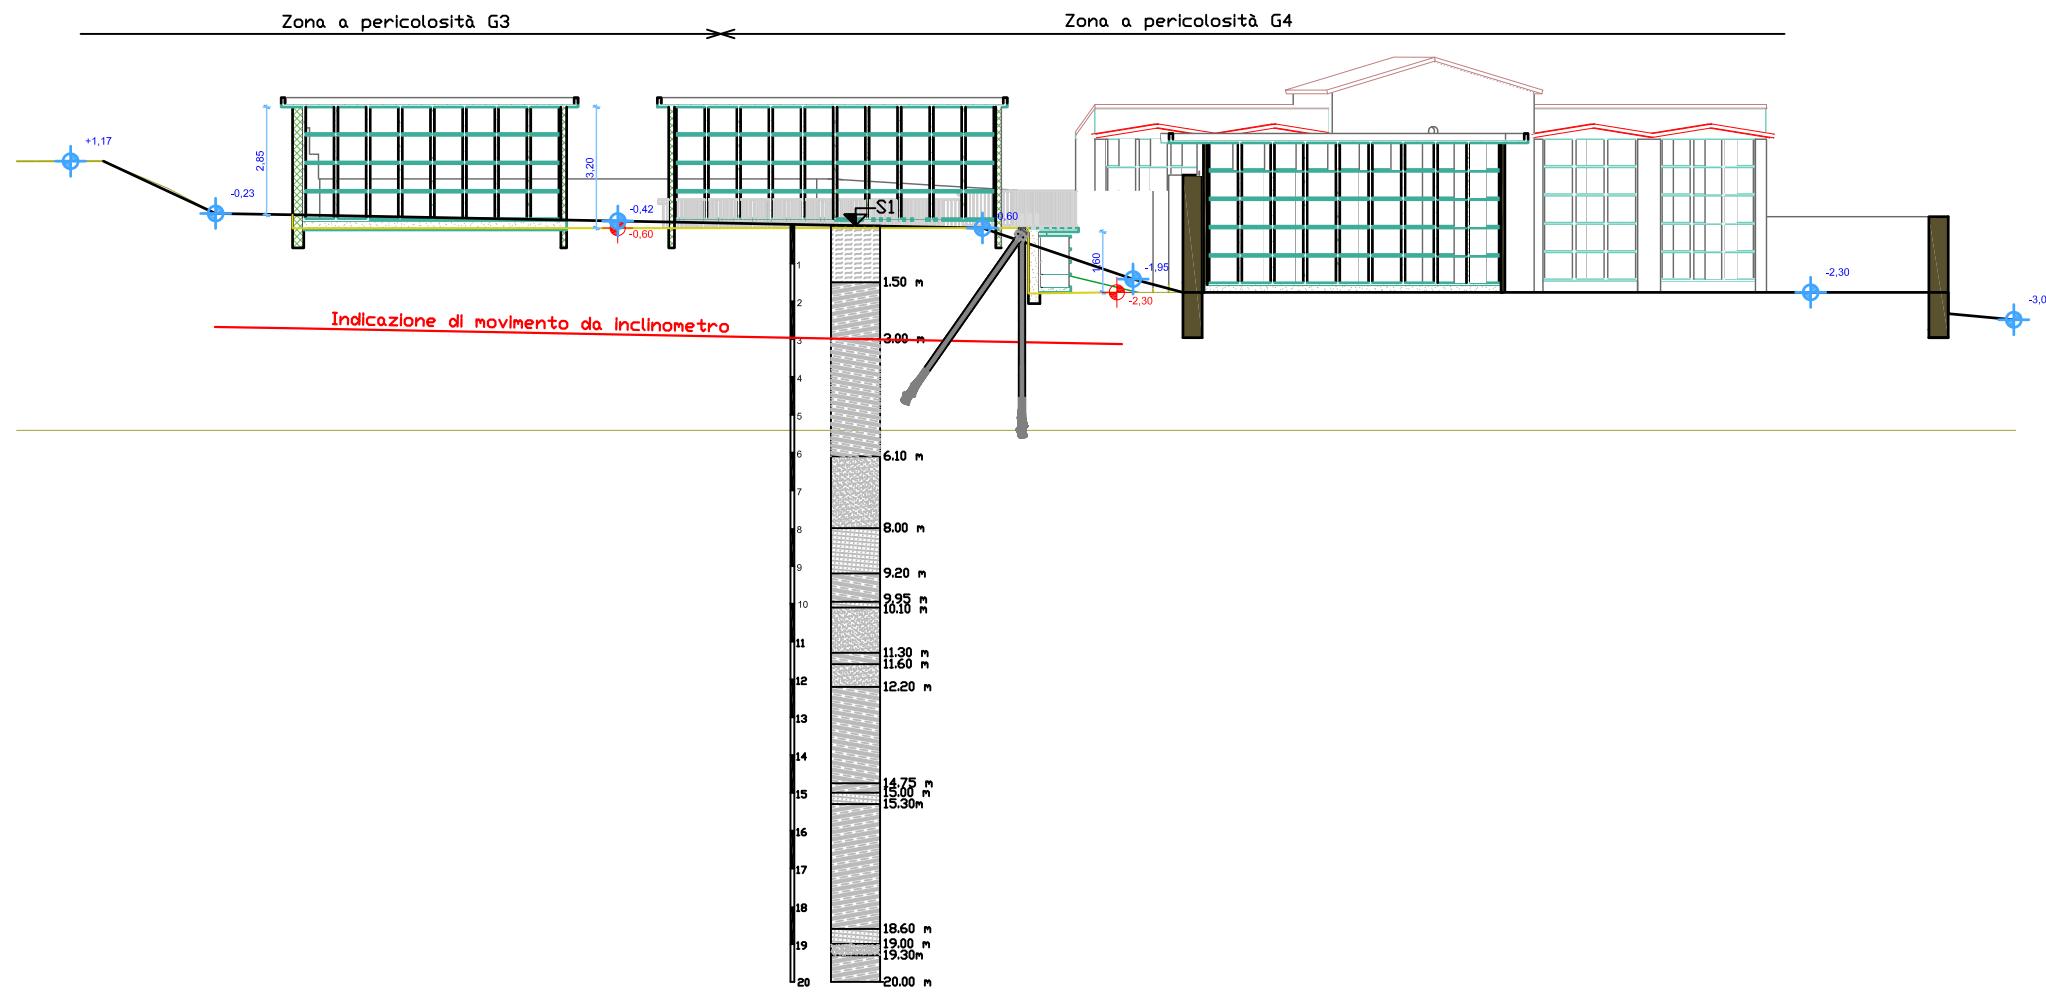 Zona a pericolosità G3
Zona a pericolosità G4
+1,17
2,85
3,20
-0,23
-0,42
-0,60
S1
0,60
1,60
-1,95
-2,30
-2,30
-3,0
Indicazione di movimento da inclinometro
1
1.50 m
2
3
3.00 m
4
5
6
6.10 m
7
8
8.00 m
9
9.20 m
9.95 m
10
10.10 m
11
11.30 m
11.60 m
12
12.20 m
13
14
14.75 m
15
15.00 m
15.30m
16
17
18
18.60 m
19
19.00 m
19.30m
20
20.00 m